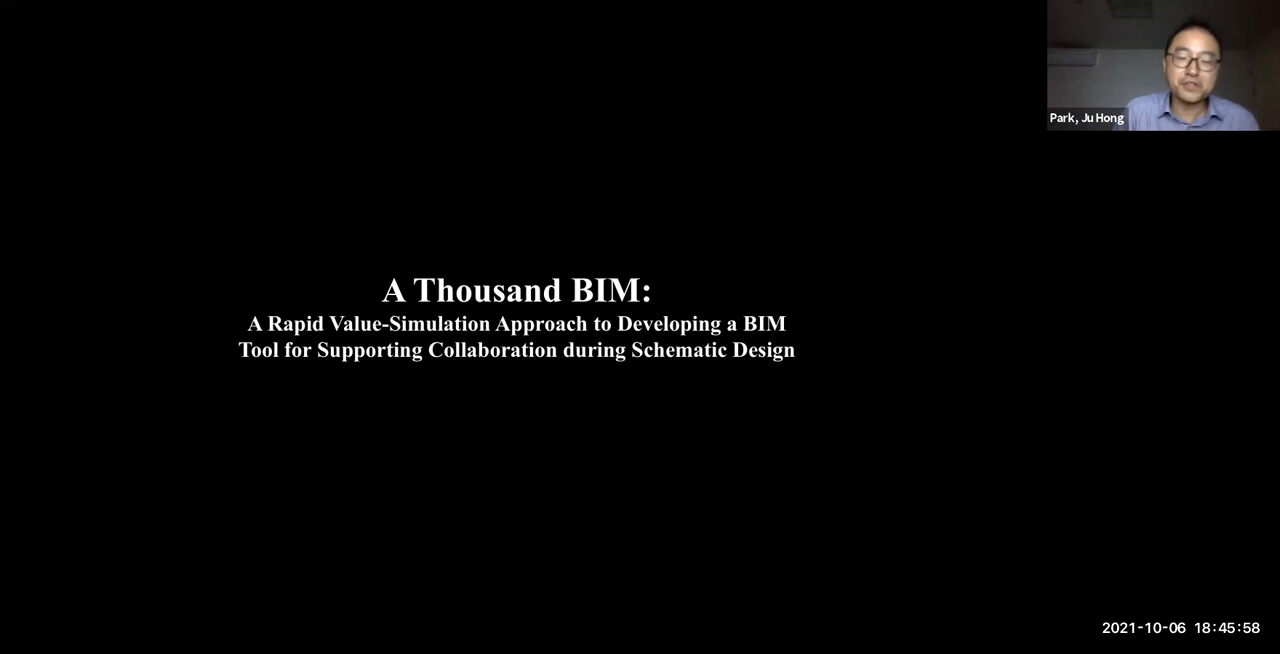 Park, Ju Hong
A Thousand BIM:
A Rapid Value-Simulation Approach to Developing a BIM
Tool for Supporting Collaboration during Schematic Design
2021-10-06 18:45:58